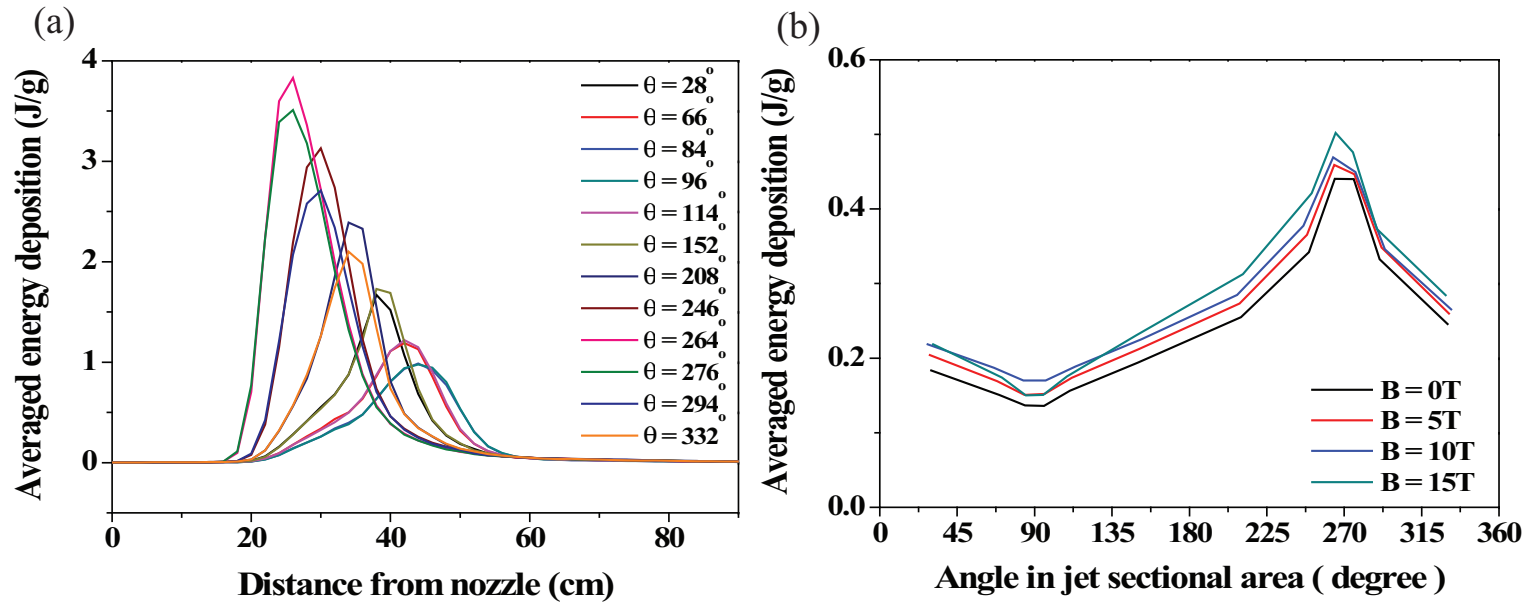 (a)
Averaged energy deposition (J/g)
4
3
2
1
0
0 20 40 60 80
Distance from nozzle (cm)
θ = 28°
θ = 66°
θ = 84°
θ = 96°
θ = 114°
θ = 152°
θ = 208°
θ = 246°
θ = 264°
θ = 276°
θ = 294°
θ = 332°
(b)
Averaged energy deposition (J/g)
0.6
0.4
0.2
0.0
0 45 90 135 180 225 270 315 360
Angle in jet sectional area ( degree )
B = 0T
B = 5T
B = 10T
B = 15T